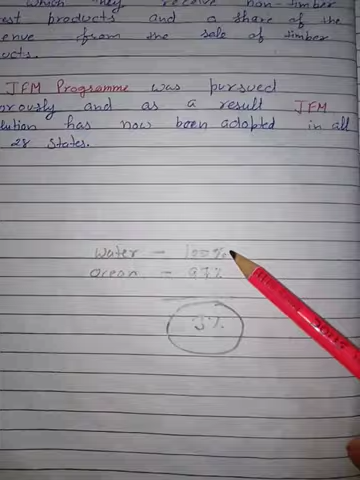 which they receive non-timber
est products and a share of the
enue from the sale of timber
ucts.
JFM Programme was pursued
orously and as a result JFM
lution has now been adopted in all
28 States.
Water - 100%
Ocean - 97%
3%